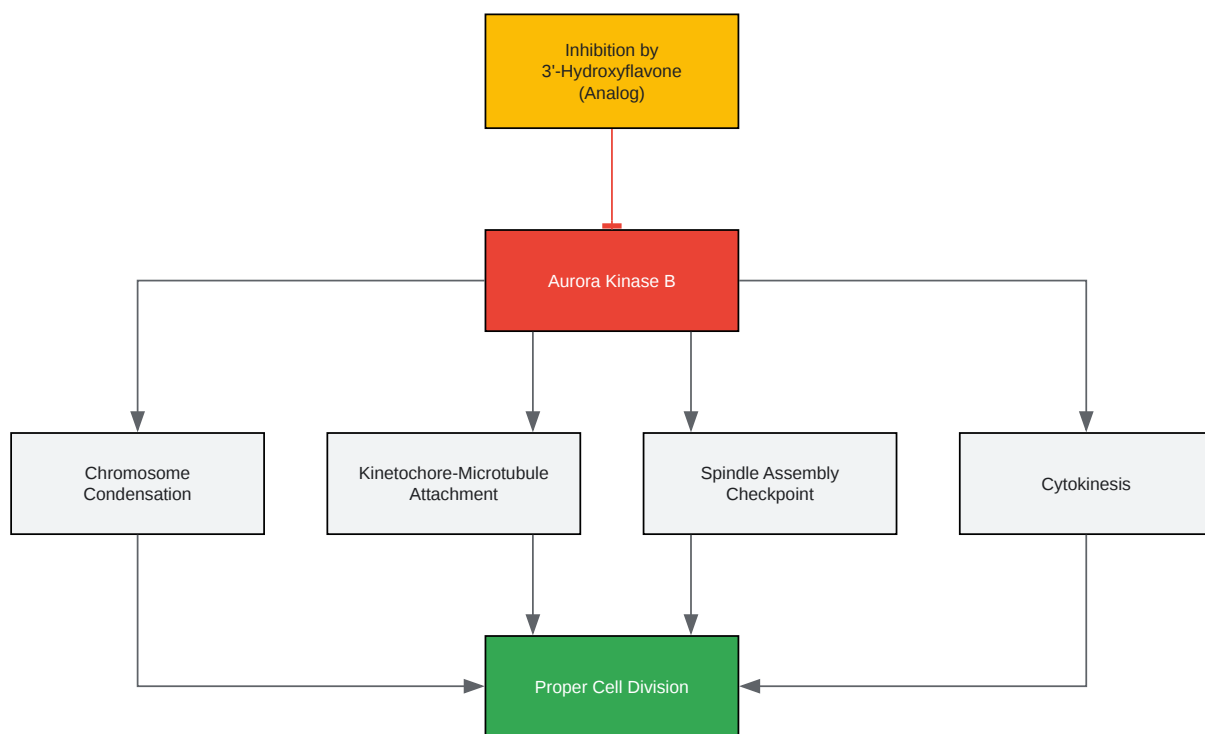 Inhibition by
3'-Hydroxyflavone
(Analog)
Aurora Kinase B
Chromosome
Condensation
Kinetochore-Microtubule
Attachment
Spindle Assembly
Checkpoint
Cytokinesis
Proper Cell Division